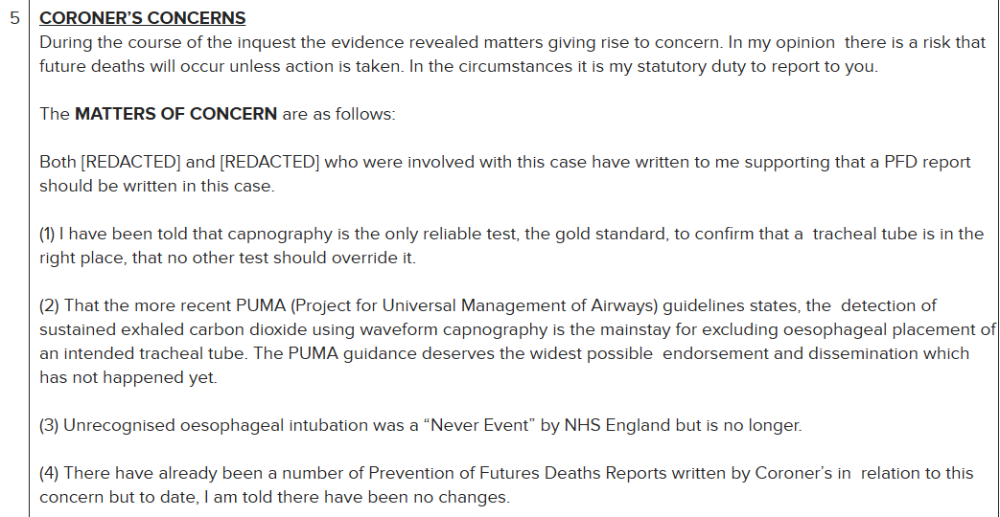 5 CORONER’S CONCERNS
During the course of the inquest the evidence revealed matters giving rise to concern. In my opinion there is a risk that
future deaths will occur unless action is taken. In the circumstances it is my statutory duty to report to you.
The MATTERS OF CONCERN are as follows:
Both [REDACTED] and [REDACTED] who were involved with this case have written to me supporting that a PFD report
should be written in this case.
(1) I have been told that capnography is the only reliable test, the gold standard, to confirm that a tracheal tube is in the
right place, that no other test should override it.
(2) That the more recent PUMA (Project for Universal Management of Airways) guidelines states, the detection of
sustained exhaled carbon dioxide using waveform capnography is the mainstay for excluding oesophageal placement of
an intended tracheal tube. The PUMA guidance deserves the widest possible endorsement and dissemination which
has not happened yet.
(3) Unrecognised oesophageal intubation was a “Never Event” by NHS England but is no longer.
(4) There have already been a number of Prevention of Futures Deaths Reports written by Coroner’s in relation to this
concern but to date, I am told there have been no changes.